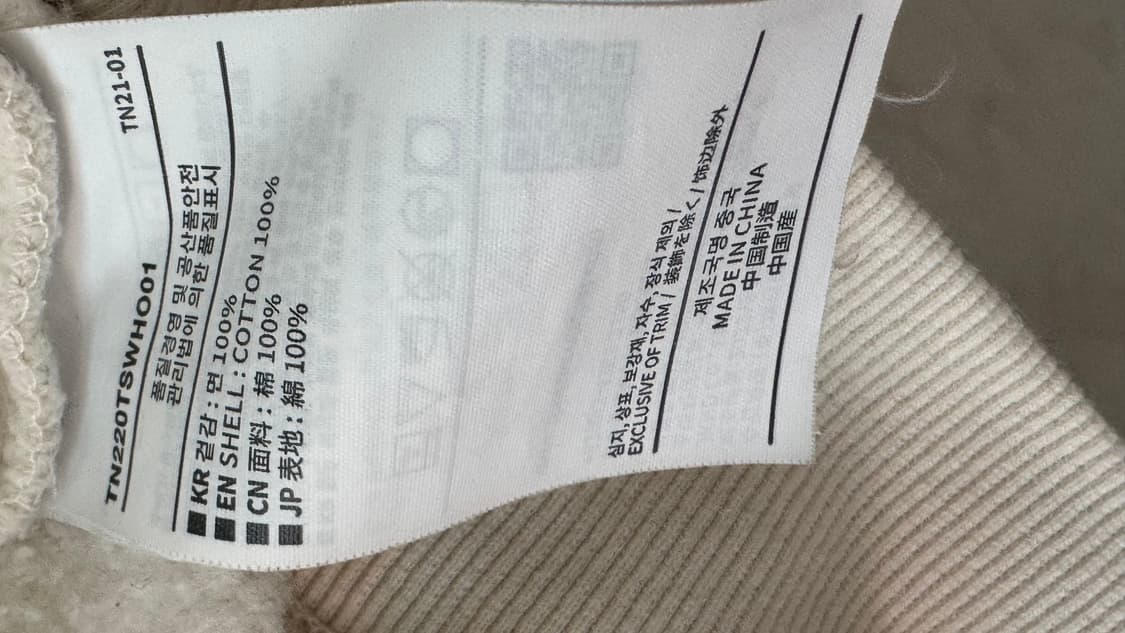 TN220TSWHO01 TN21-01
품질경영 및 공산품안전
관리법에 의한 품질표시
KR 겉감 : 면 100%
EN SHELL : COTTON 100%
CN 面料 : 棉 100%
JP 表地 : 綿 100%
심지, 상표, 보강재, 자수, 장식 제외 /
EXCLUSIVE OF TRIM / 装飾を除く / 饰边除外
제조국명 중국
MADE IN CHINA
中国制造
中国産